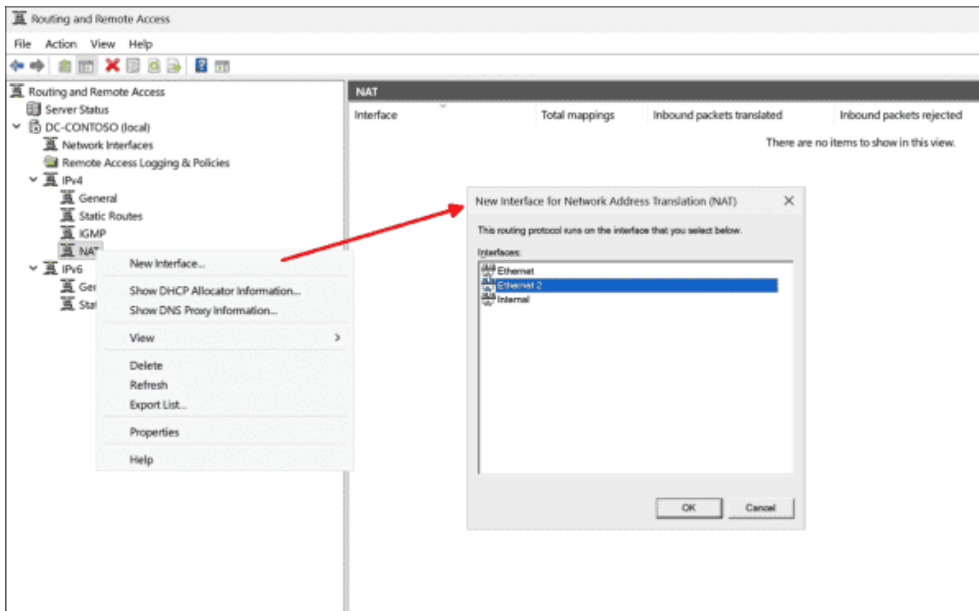 Routing and Remote Access
File Action View Help
Routing and Remote Access
Server Status
DC-CONTOSO (local)
Network Interfaces
Remote Access Logging & Policies
IPv4
General
Static Routes
IGMP
NAT
IPv6
Ge
Sta
New Interface...
Show DHCP Allocator Information...
Show DNS Proxy Information...
View
Delete
Refresh
Export List...
Properties
Help
NAT
Interface Total mappings Inbound packets translated Inbound packets rejected
There are no items to show in this view.
New Interface for Network Address Translation (NAT)
This routing protocol runs on the interface that you select below.
Interfaces:
Ethernet
Ethernet 2
Internal
OK Cancel